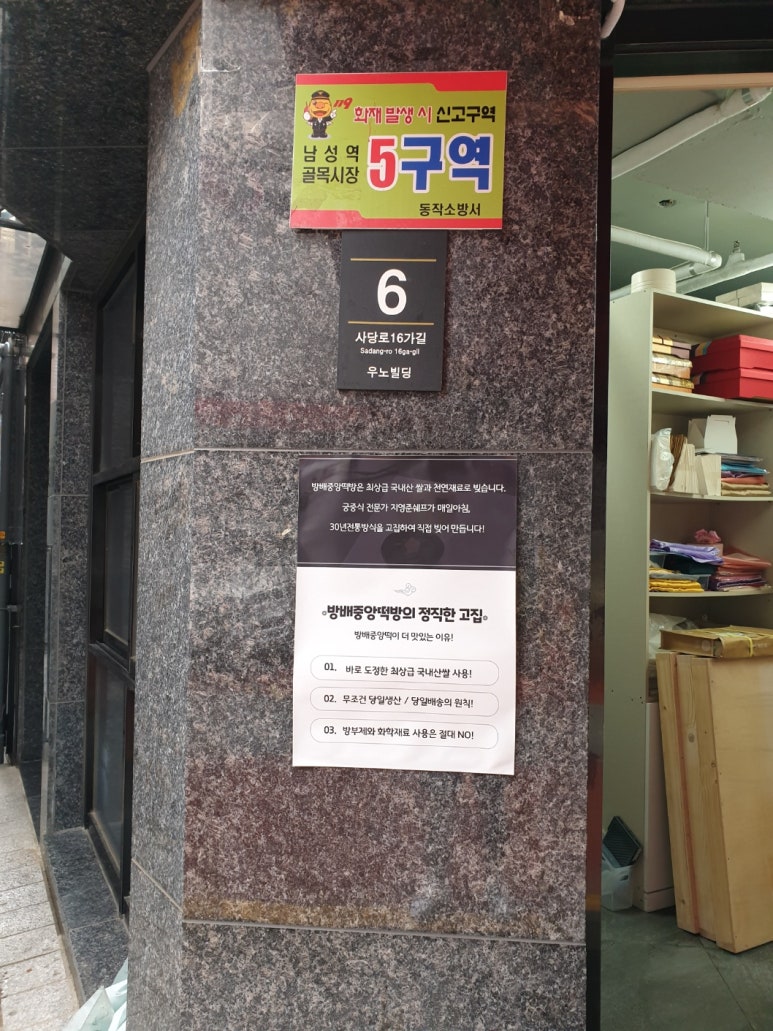 119 화재 발생 시 신고구역
남성역
골목시장
5구역
동작소방서
6
사당로16가길
Sadang-ro 16ga-gil
우노빌딩
방배중앙떡방은 최상급 국내산 쌀과 천연재료로 빚습니다.
궁중식 전문가 지영준쉐프가 매일아침,
30년전통방식을 고집하여 직접 빚어 만듭니다!
방배중앙떡방의 정직한 고집
방배중앙떡이 더 맛있는 이유!
01. 바로 도정한 최상급 국내산쌀 사용!
02. 무조건 당일생산 / 당일배송의 원칙!
03. 방부제와 화학재료 사용은 절대 NO!